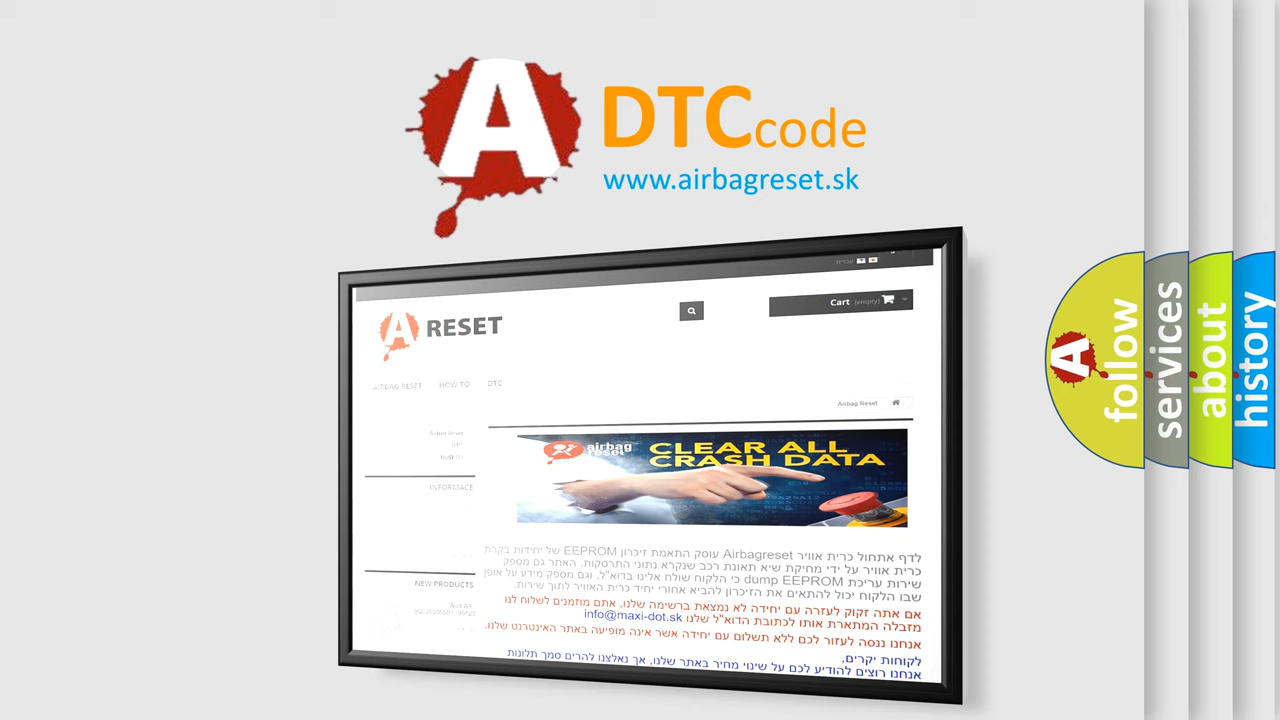 A
DTCcode
www.airbagreset.sk
עברית
Cart (empty)
A RESET
AIRBAG RESET HOW TO DTC
Airbag Reset
Airbag Reset
HOW TO
INFORMACE
NEW PRODUCTS
airbag
reset
CLEAR ALL
CRASH DATA
לדף אתחול כרית אוויר Airbagreset עוסק התאמת זיכרון EEPROM של יחידות בקרת
כרית אוויר על ידי מחיקת שיא תאונת רכב שנקרא נתוני התרסקות. האתר גם מספק
שירות עריכת dump EEPROM כי הלקוח שולח אלינו בדוא"ל, וגם מספק מידע על אופן
שבו הלקוח יכול להתאים את הזיכרון להביא אחורי יחיד כרית האוויר לתוך שירות.
אם אתה זקוק לעזרה עם יחידה לא נמצאת ברשימה שלנו, אתם מוזמנים לשלוח לנו
מזבלה המתארת אותו לכתובת הדוא"ל שלנו info@maxi-dot.sk
אנחנו ננסה לעזור לכם ללא תשלום עם יחידה אשר אינה מופיעה באתר האינטרנט שלנו.
לקוחות יקרים,
אנחנו רוצים להודיע לכם על שינוי מחיר באתר שלנו, אך נאלצנו להרים סמך תלונות
A
follow
services
about
history